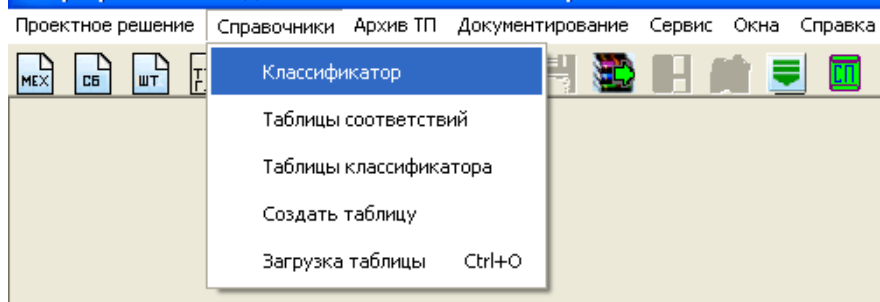 Проектное решение Справочники Архив ТП Документирование Сервис Окна Справка
МЕХ СБ ШТ СП
Классификатор
Таблицы соответствий
Таблицы классификатора
Создать таблицу
Загрузка таблицы Ctrl+O